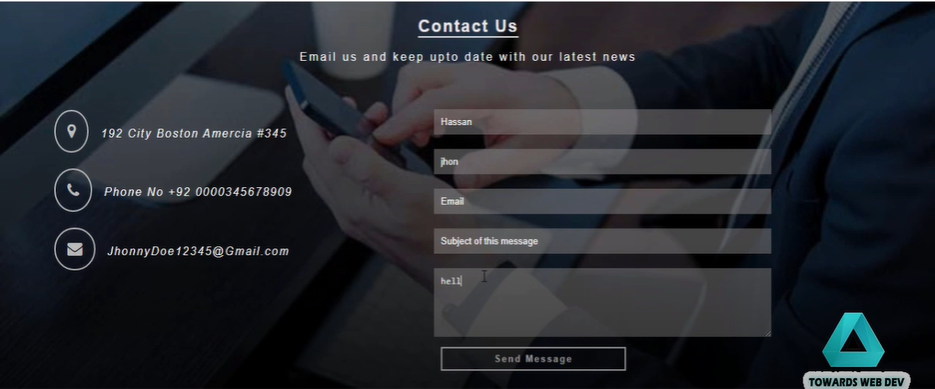 Contact Us
Email us and keep upto date with our latest news
192 City Boston Amercia #345
Phone No +92 0000345678909
JhonnyDoe12345@Gmail.com
Hassan
jhon
Email
Subject of this message
hell
Send Message
TOWARDS WEB DEV